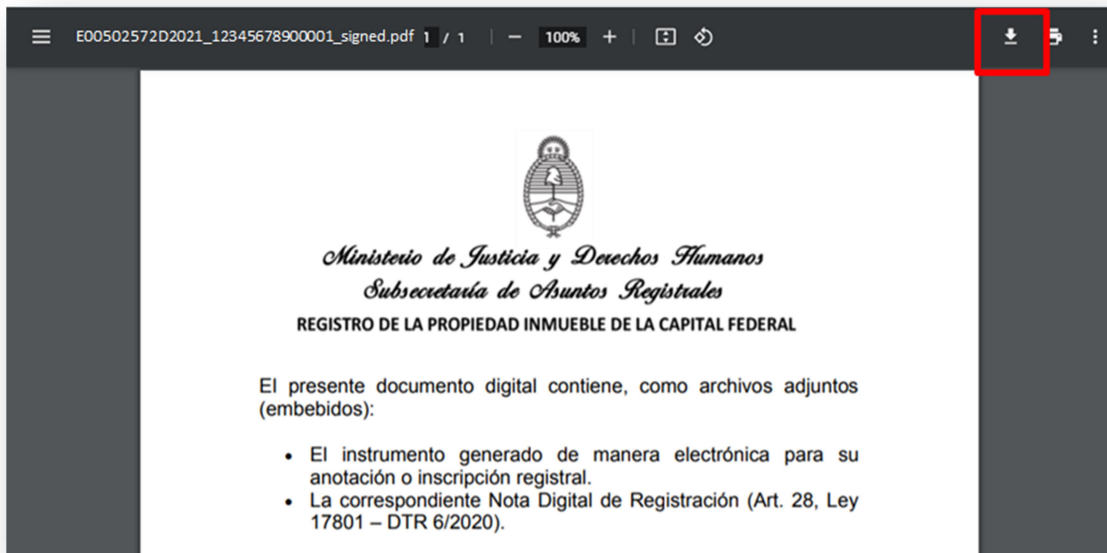 E00502572D2021_12345678900001_signed.pdf 1 / 1 | − 100% + |
Ministerio de Justicia y Derechos Humanos
Subsecretaría de Asuntos Registrales
REGISTRO DE LA PROPIEDAD INMUEBLE DE LA CAPITAL FEDERAL
El presente documento digital contiene, como archivos adjuntos
(embebidos):
• El instrumento generado de manera electrónica para su
anotación o inscripción registral.
• La correspondiente Nota Digital de Registración (Art. 28, Ley
17801 – DTR 6/2020).